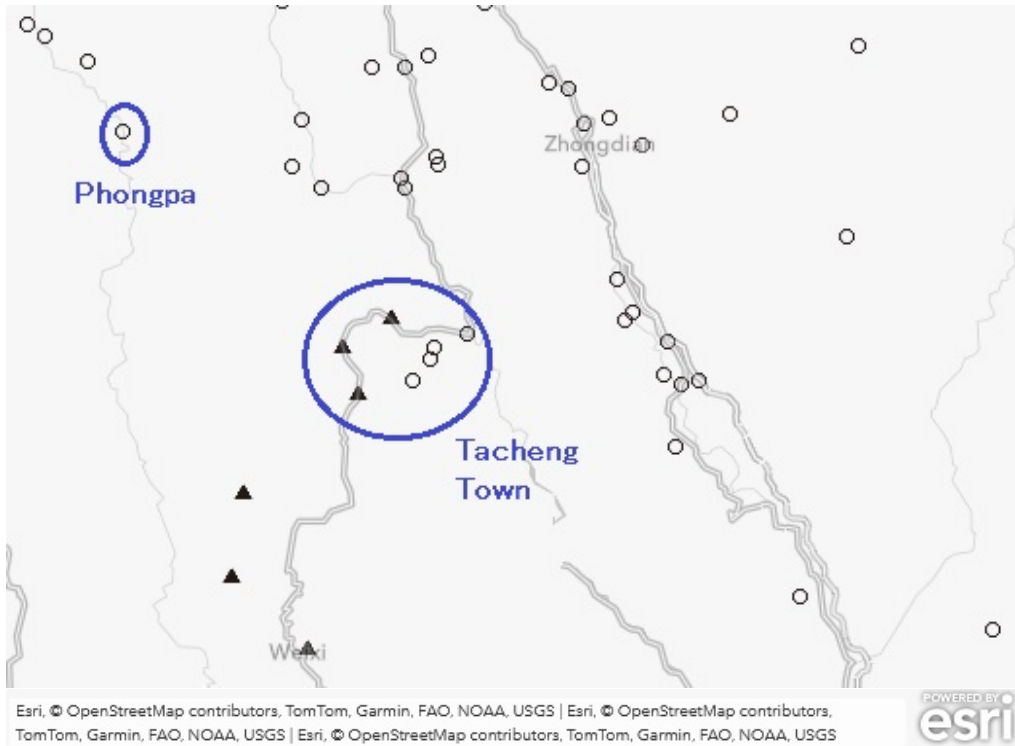 Zhongdian
Phongpa
Tacheng
Town
Weixi
Esri, © OpenStreetMap contributors, TomTom, Garmin, FAO, NOAA, USGS | Esri, © OpenStreetMap contributors,
TomTom, Garmin, FAO, NOAA, USGS | Esri, © OpenStreetMap contributors, TomTom, Garmin, FAO, NOAA, USGS
POWERED BY
esri